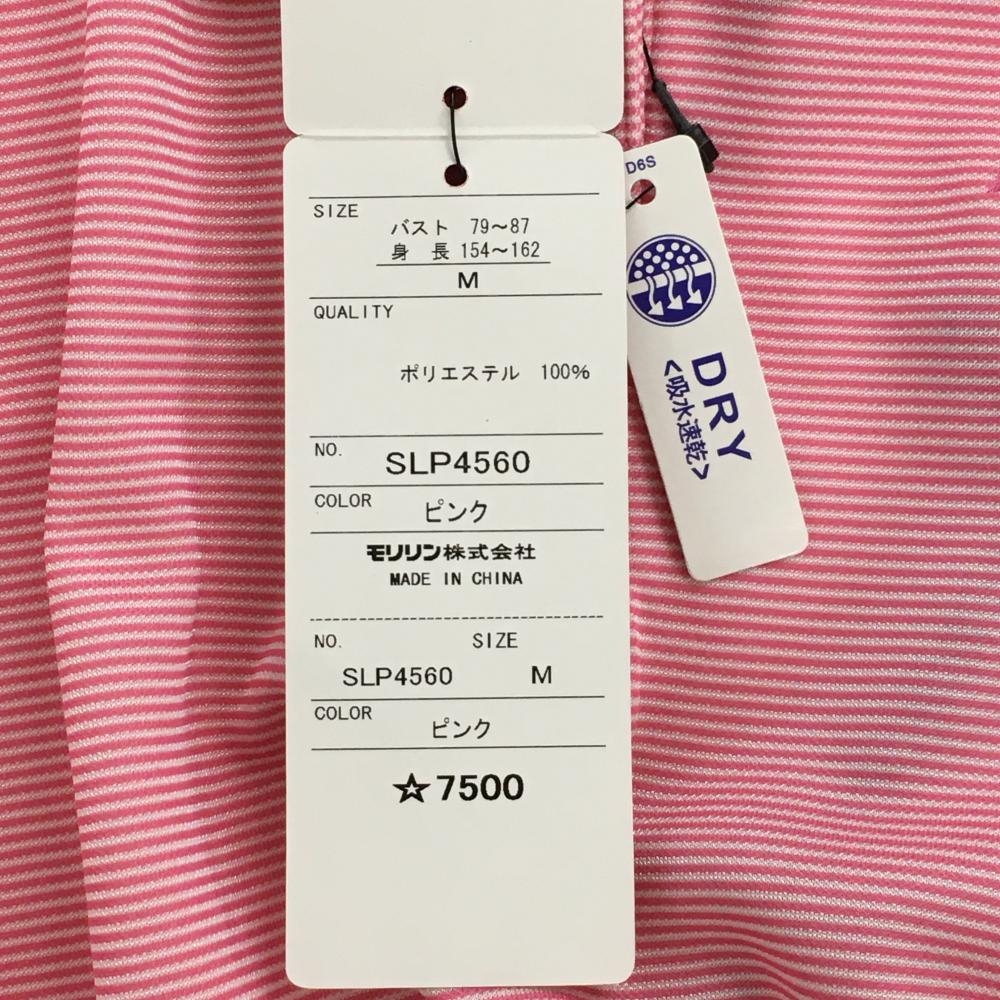 SIZE
バスト 79～87
身 長 154～162
M
QUALITY
ポリエステル 100%
NO.
SLP4560
COLOR ピンク
モリリン株式会社
MADE IN CHINA
NO. SIZE
SLP4560 M
COLOR
ピンク
☆7500
D6S
DRY
<吸水速乾>